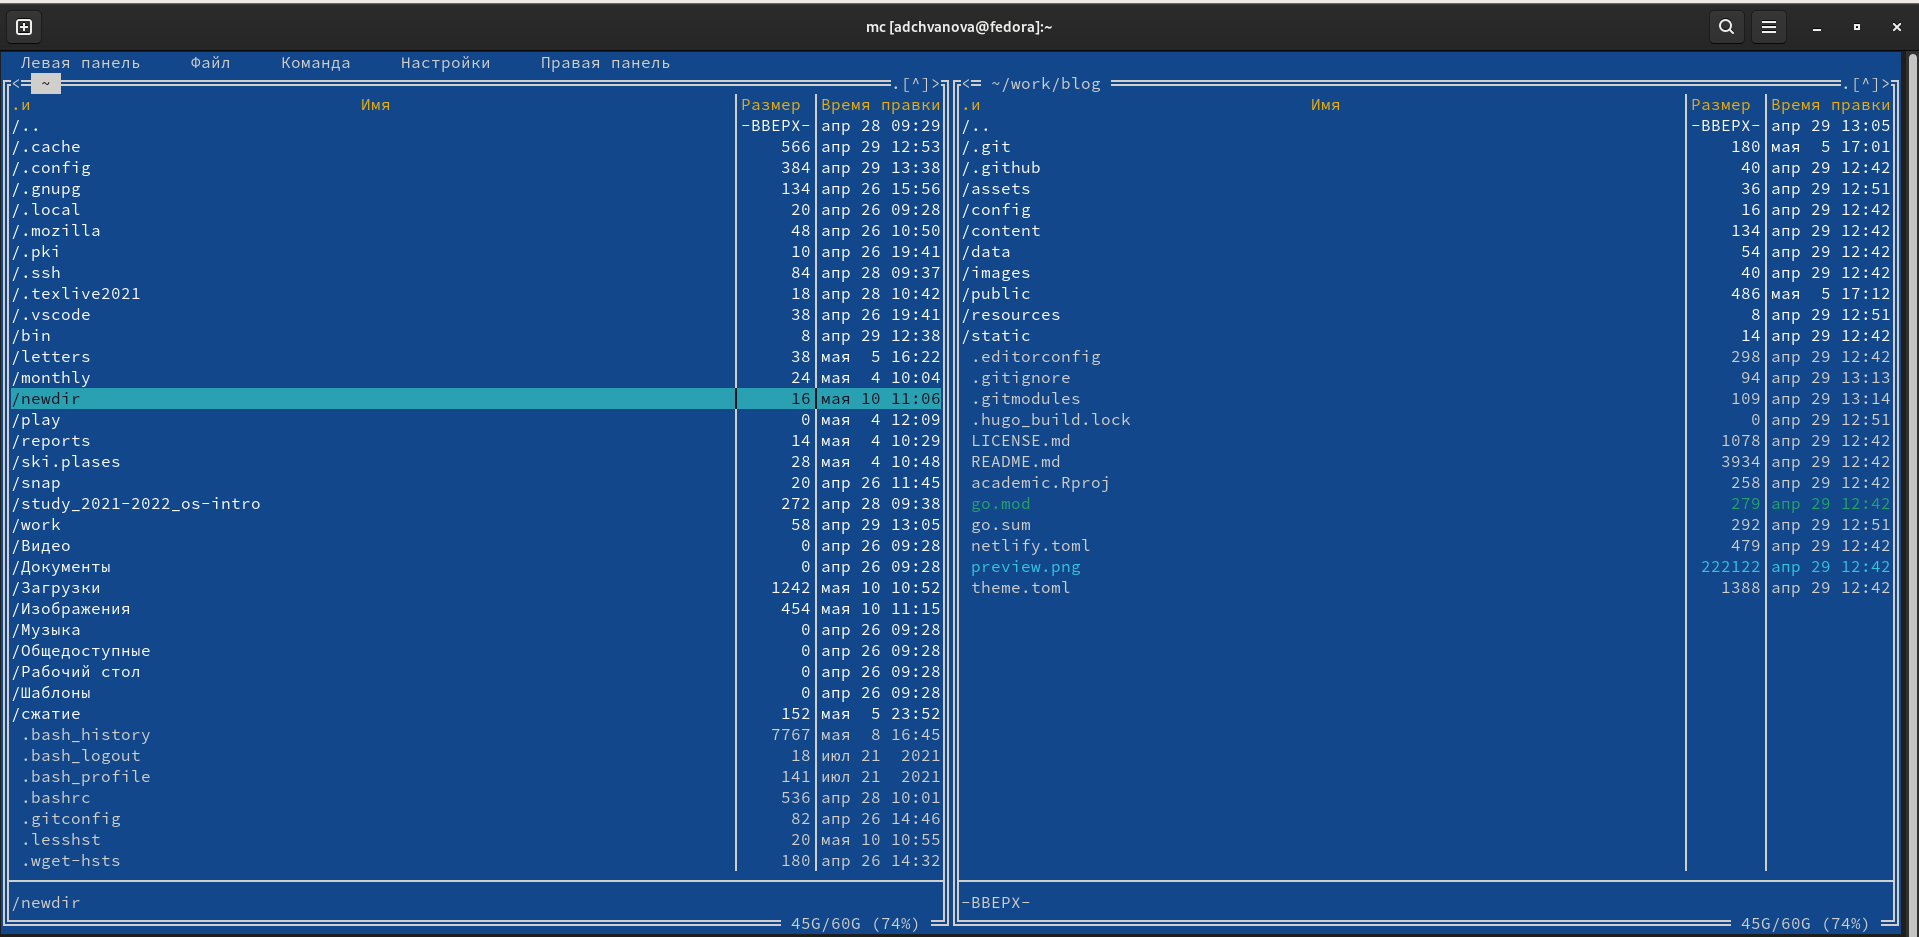 mc [adchvanova@fedora]:~
Левая панель Файл Команда Настройки Правая панель
<- ~ .[^]>
.и Имя Размер Время правки
/.. -ВВЕРХ- апр 28 09:29
/.cache 566 апр 29 12:53
/.config 384 апр 29 13:38
/.gnupg 134 апр 26 15:56
/.local 20 апр 26 09:28
/.mozilla 48 апр 26 10:50
/.pki 10 апр 26 19:41
/.ssh 84 апр 28 09:37
/.texlive2021 18 апр 28 10:42
/.vscode 38 апр 26 19:41
/bin 8 апр 29 12:38
/letters 38 мая 5 16:22
/monthly 24 мая 4 10:04
/newdir 16 мая 10 11:06
/play 0 мая 4 12:09
/reports 14 мая 4 10:29
/ski.plases 28 мая 4 10:48
/snap 20 апр 26 11:45
/study_2021-2022_os-intro 272 апр 28 09:38
/work 58 апр 29 13:05
/Видео 0 апр 26 09:28
/Документы 0 апр 26 09:28
/Загрузки 1242 мая 10 10:52
/Изображения 454 мая 10 11:15
/Музыка 0 апр 26 09:28
/Общедоступные 0 апр 26 09:28
/Рабочий стол 0 апр 26 09:28
/Шаблоны 0 апр 26 09:28
/сжатие 152 мая 5 23:52
.bash_history 7767 мая 8 16:45
.bash_logout 18 июл 21 2021
.bash_profile 141 июл 21 2021
.bashrc 536 апр 28 10:01
.gitconfig 82 апр 26 14:46
.lesshst 20 мая 10 10:55
.wget-hsts 180 апр 26 14:32
/newdir
45G/60G (74%)
<- ~/work/blog .[^]>
.и Имя Размер Время правки
/.. -ВВЕРХ- апр 29 13:05
/.git 180 мая 5 17:01
/.github 40 апр 29 12:42
/assets 36 апр 29 12:51
/config 16 апр 29 12:42
/content 134 апр 29 12:42
/data 54 апр 29 12:42
/images 40 апр 29 12:42
/public 486 мая 5 17:12
/resources 8 апр 29 12:51
/static 14 апр 29 12:42
.editorconfig 298 апр 29 12:42
.gitignore 94 апр 29 13:13
.gitmodules 109 апр 29 13:14
.hugo_build.lock 0 апр 29 12:51
LICENSE.md 1078 апр 29 12:42
README.md 3934 апр 29 12:42
academic.Rproj 258 апр 29 12:42
go.mod 279 апр 29 12:42
go.sum 292 апр 29 12:51
netlify.toml 479 апр 29 12:42
preview.png 222122 апр 29 12:42
theme.toml 1388 апр 29 12:42
-ВВЕРХ-
45G/60G (74%)